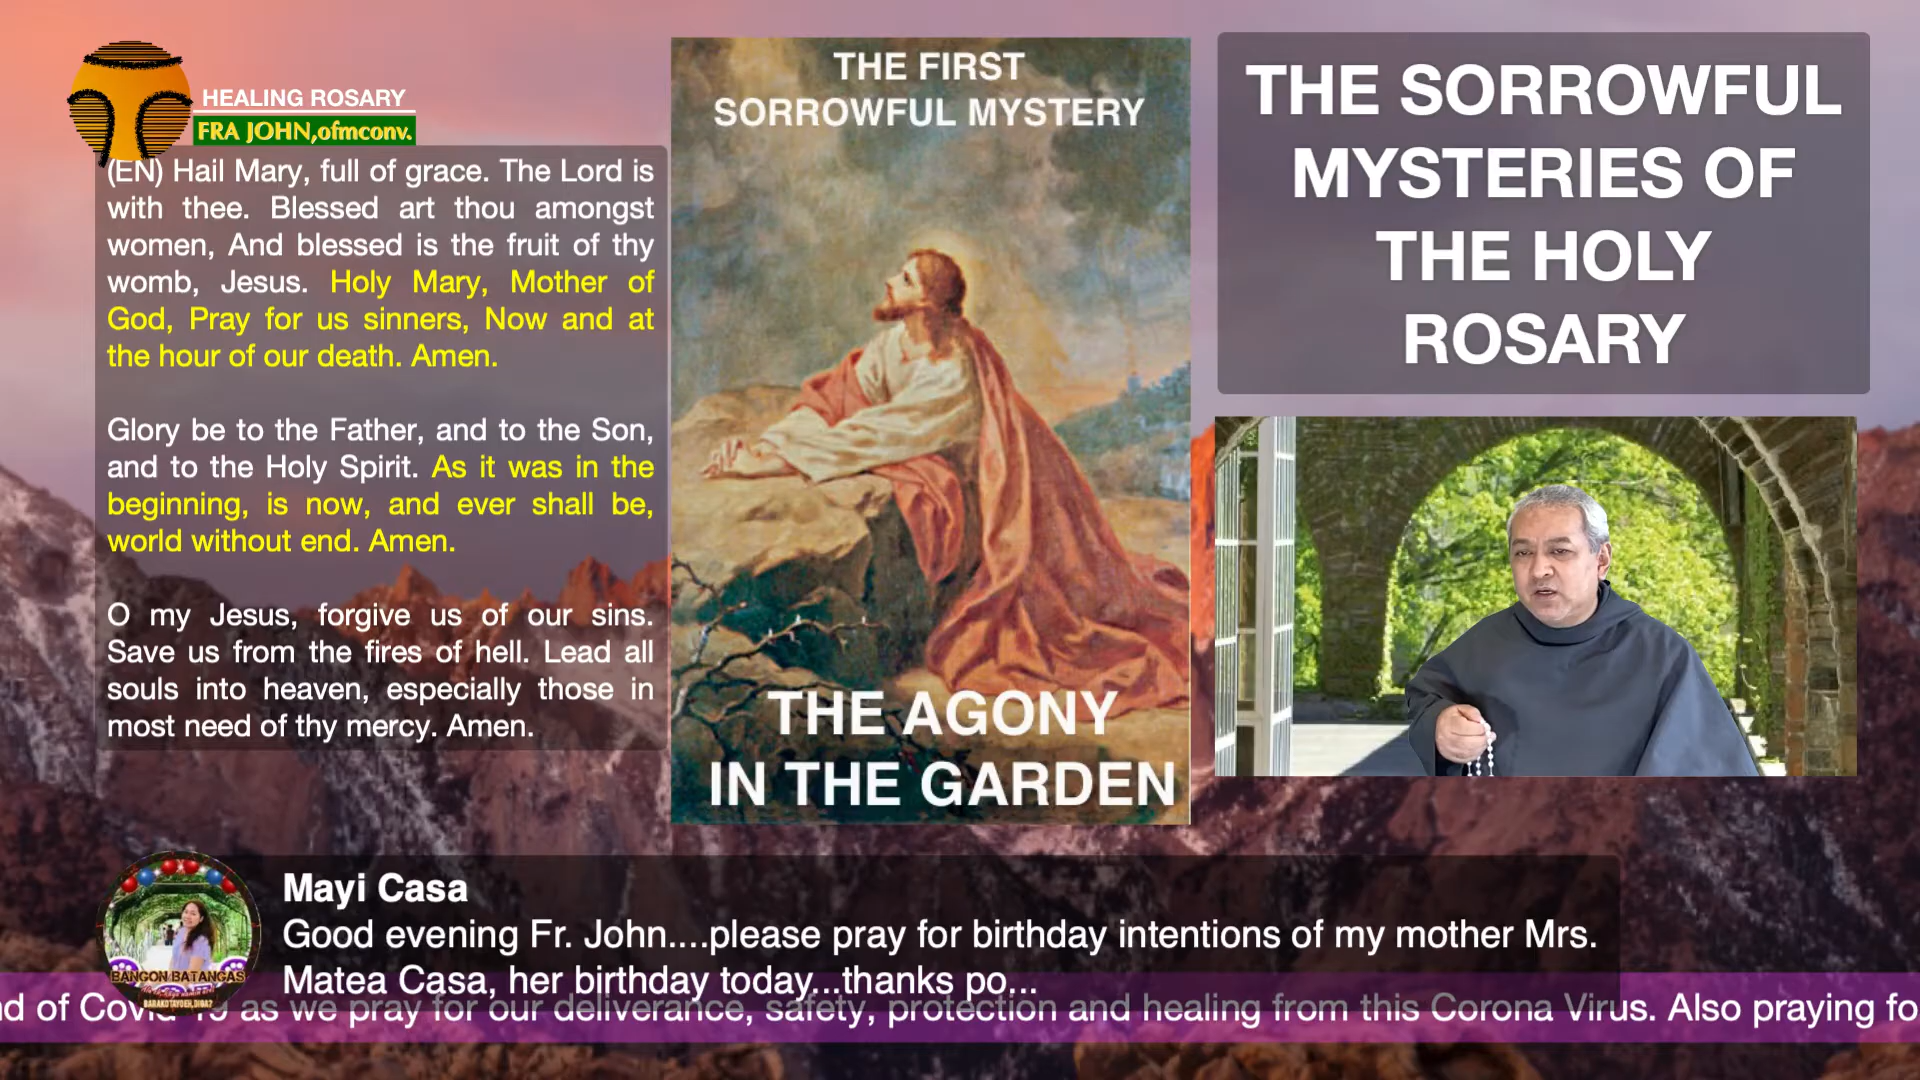 HEALING ROSARY
FRA JOHN,ofmconv.
(EN) Hail Mary, full of grace. The Lord is
with thee. Blessed art thou amongst
women, And blessed is the fruit of thy
womb, Jesus. Holy Mary, Mother of
God, Pray for us sinners, Now and at
the hour of our death. Amen.
Glory be to the Father, and to the Son,
and to the Holy Spirit. As it was in the
beginning, is now, and ever shall be,
world without end. Amen.
O my Jesus, forgive us of our sins.
Save us from the fires of hell. Lead all
souls into heaven, especially those in
most need of thy mercy. Amen.
THE FIRST
SORROWFUL MYSTERY
THE AGONY
IN THE GARDEN
THE SORROWFUL
MYSTERIES OF
THE HOLY
ROSARY
Mayi Casa
Good evening Fr. John....please pray for birthday intentions of my mother Mrs.
Matea Casa, her birthday today...thanks po...
BANGON BATANGAS
nd of Covid 19 as we pray for our deliverance, safety, protection and healing from this Corona Virus. Also praying fo